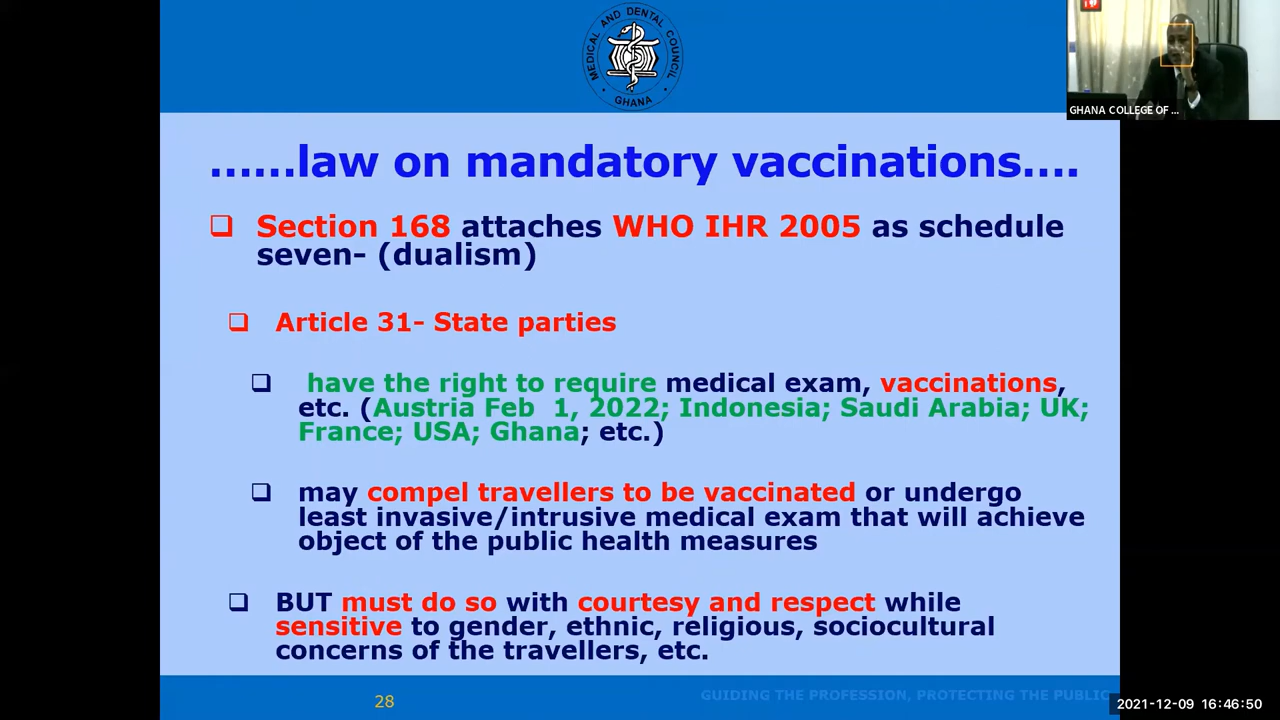 MEDICAL AND DENTAL COUNCIL
GHANA
GHANA COLLEGE OF ...
......law on mandatory vaccinations....
Section 168 attaches WHO IHR 2005 as schedule
seven- (dualism)
Article 31- State parties
have the right to require medical exam, vaccinations,
etc. (Austria Feb 1, 2022; Indonesia; Saudi Arabia; UK;
France; USA; Ghana; etc.)
may compel travellers to be vaccinated or undergo
least invasive/intrusive medical exam that will achieve
object of the public health measures
BUT must do so with courtesy and respect while
sensitive to gender, ethnic, religious, sociocultural
concerns of the travellers, etc.
28
GUIDING THE PROFESSION, PROTECTING THE PUBLIC
2021-12-09 16:46:50